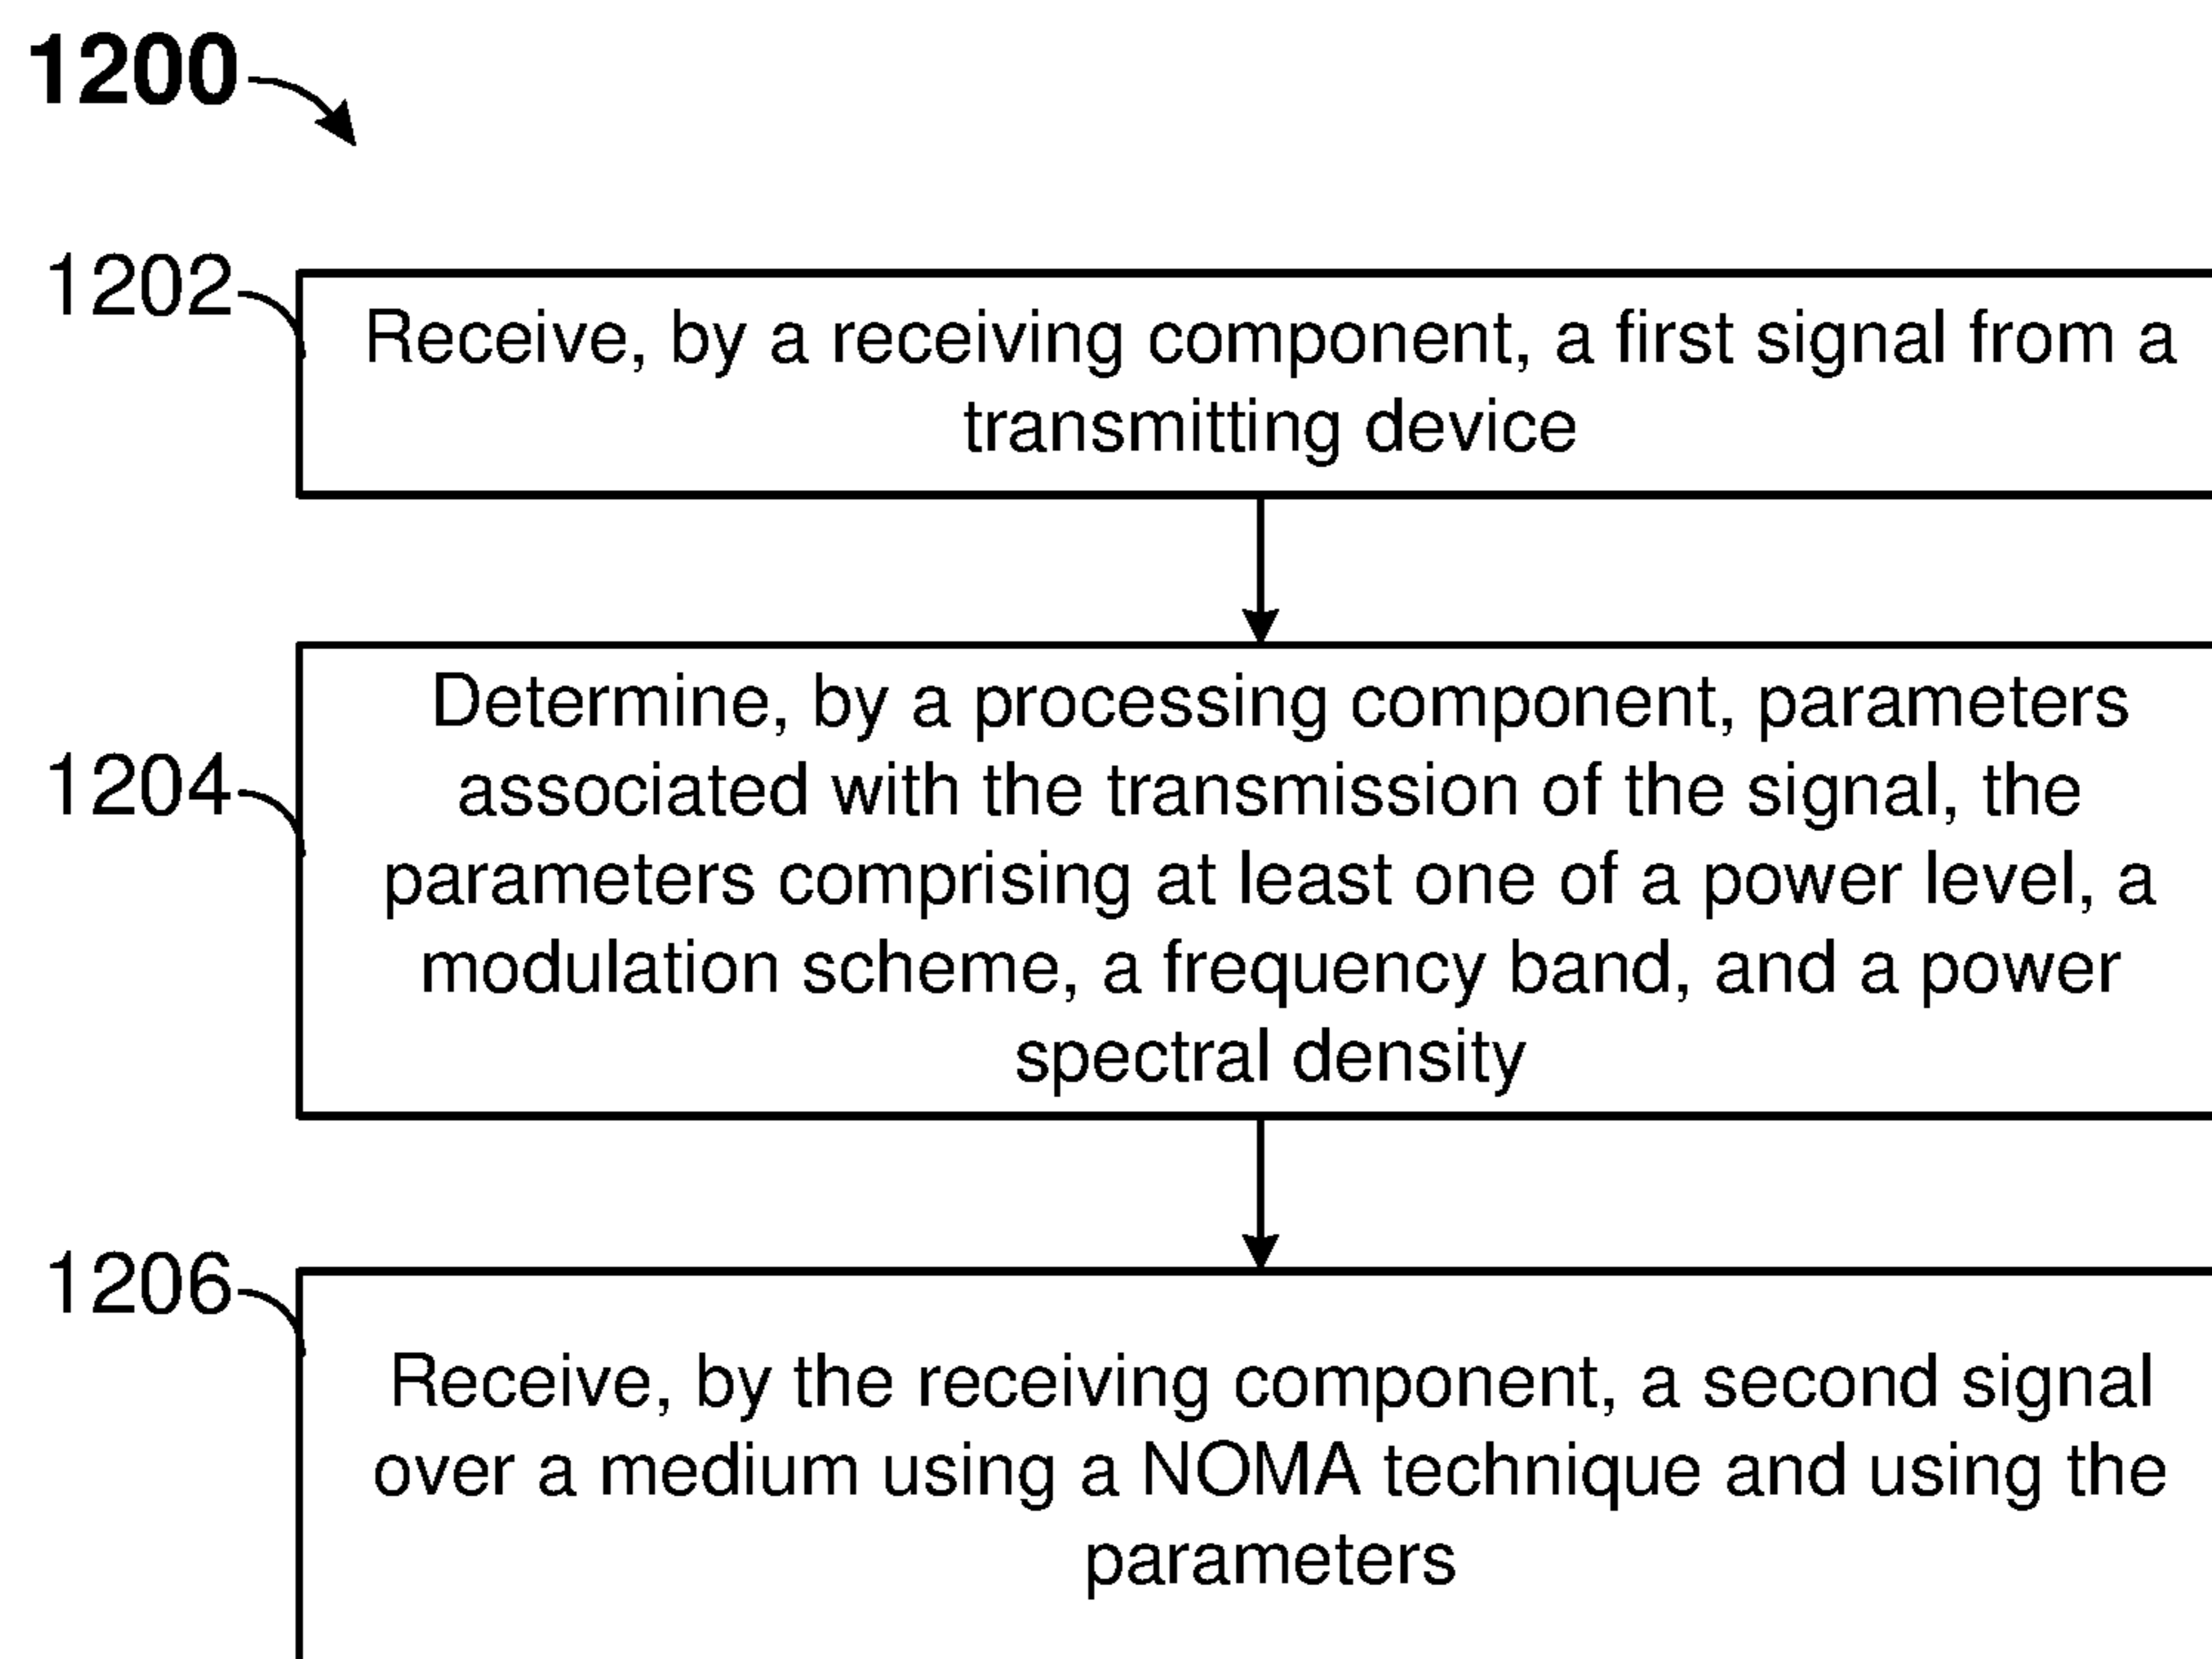 1200
1202
Receive, by a receiving component, a first signal from a
transmitting device
1204
Determine, by a processing component, parameters
associated with the transmission of the signal, the
parameters comprising at least one of a power level, a
modulation scheme, a frequency band, and a power
spectral density
1206
Receive, by the receiving component, a second signal
over a medium using a NOMA technique and using the
parameters